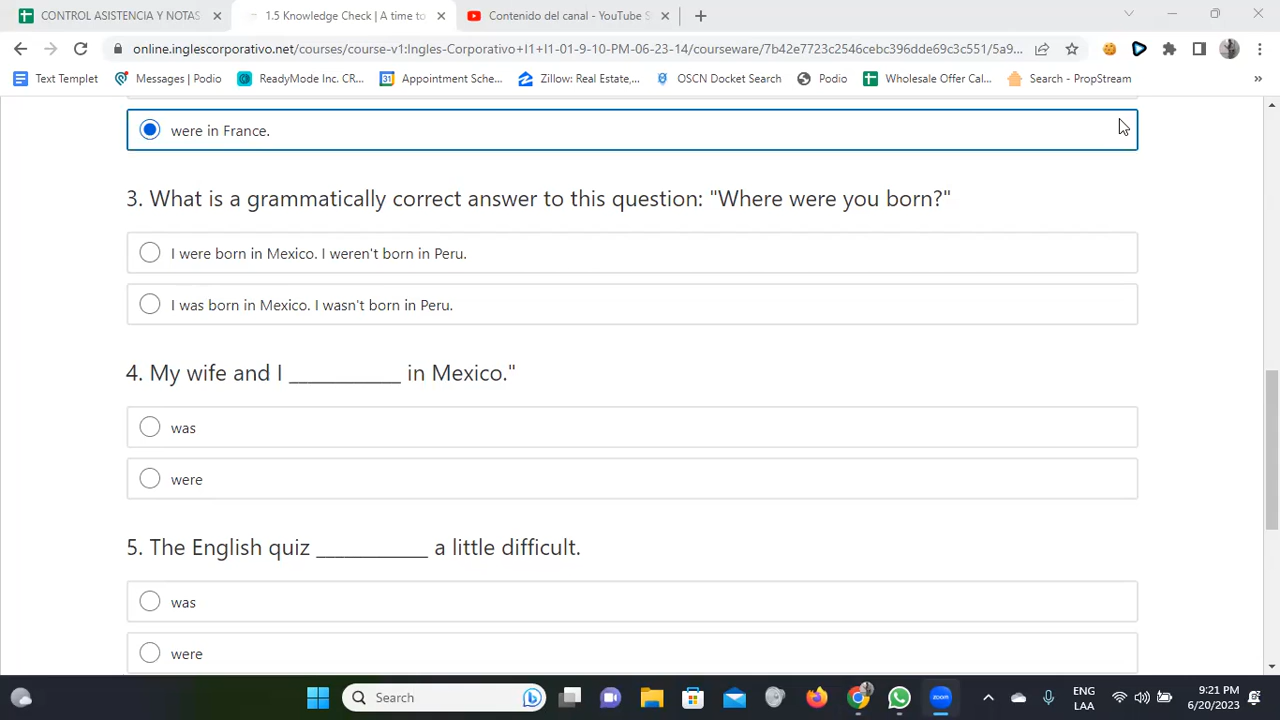 CONTROL ASISTENCIA Y NOTAS
1.5 Knowledge Check | A time to
Contenido del canal - YouTube S
online.inglescorporativo.net/courses/course-v1:Ingles-Corporativo+I1+I1-01-9-10-PM-06-23-14/courseware/7b42e7723c2546cebc396dde69c3c551/5a9...
Text Templet
Messages | Podio
ReadyMode Inc. CR...
31
Appointment Sche...
Zillow: Real Estate,...
OSCN Docket Search
Podio
Wholesale Offer Cal...
Search - PropStream
»
were in France.
3. What is a grammatically correct answer to this question: "Where were you born?"
I were born in Mexico. I weren't born in Peru.
I was born in Mexico. I wasn't born in Peru.
4. My wife and I ___________ in Mexico."
was
were
5. The English quiz ___________ a little difficult.
was
were
Search
zoom
ENG
LAA
9:21 PM
6/20/2023